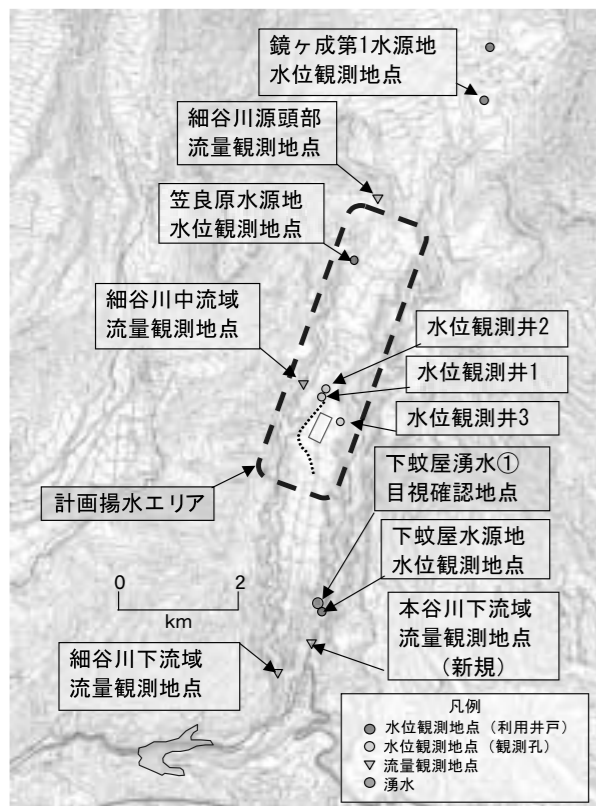 鏡ヶ成第1水源地
水位観測地点
細谷川源頭部
流量観測地点
笠良原水源地
水位観測地点
細谷川中流域
流量観測地点
水位観測井2
水位観測井1
水位観測井3
下蚊屋湧水①
目視確認地点
計画揚水エリア
下蚊屋水源地
水位観測地点
0 2
km
本谷川下流域
流量観測地点
(新規)
細谷川下流域
流量観測地点
凡例
水位観測地点（利用井戸）
水位観測地点（観測孔）
流量観測地点
湧水